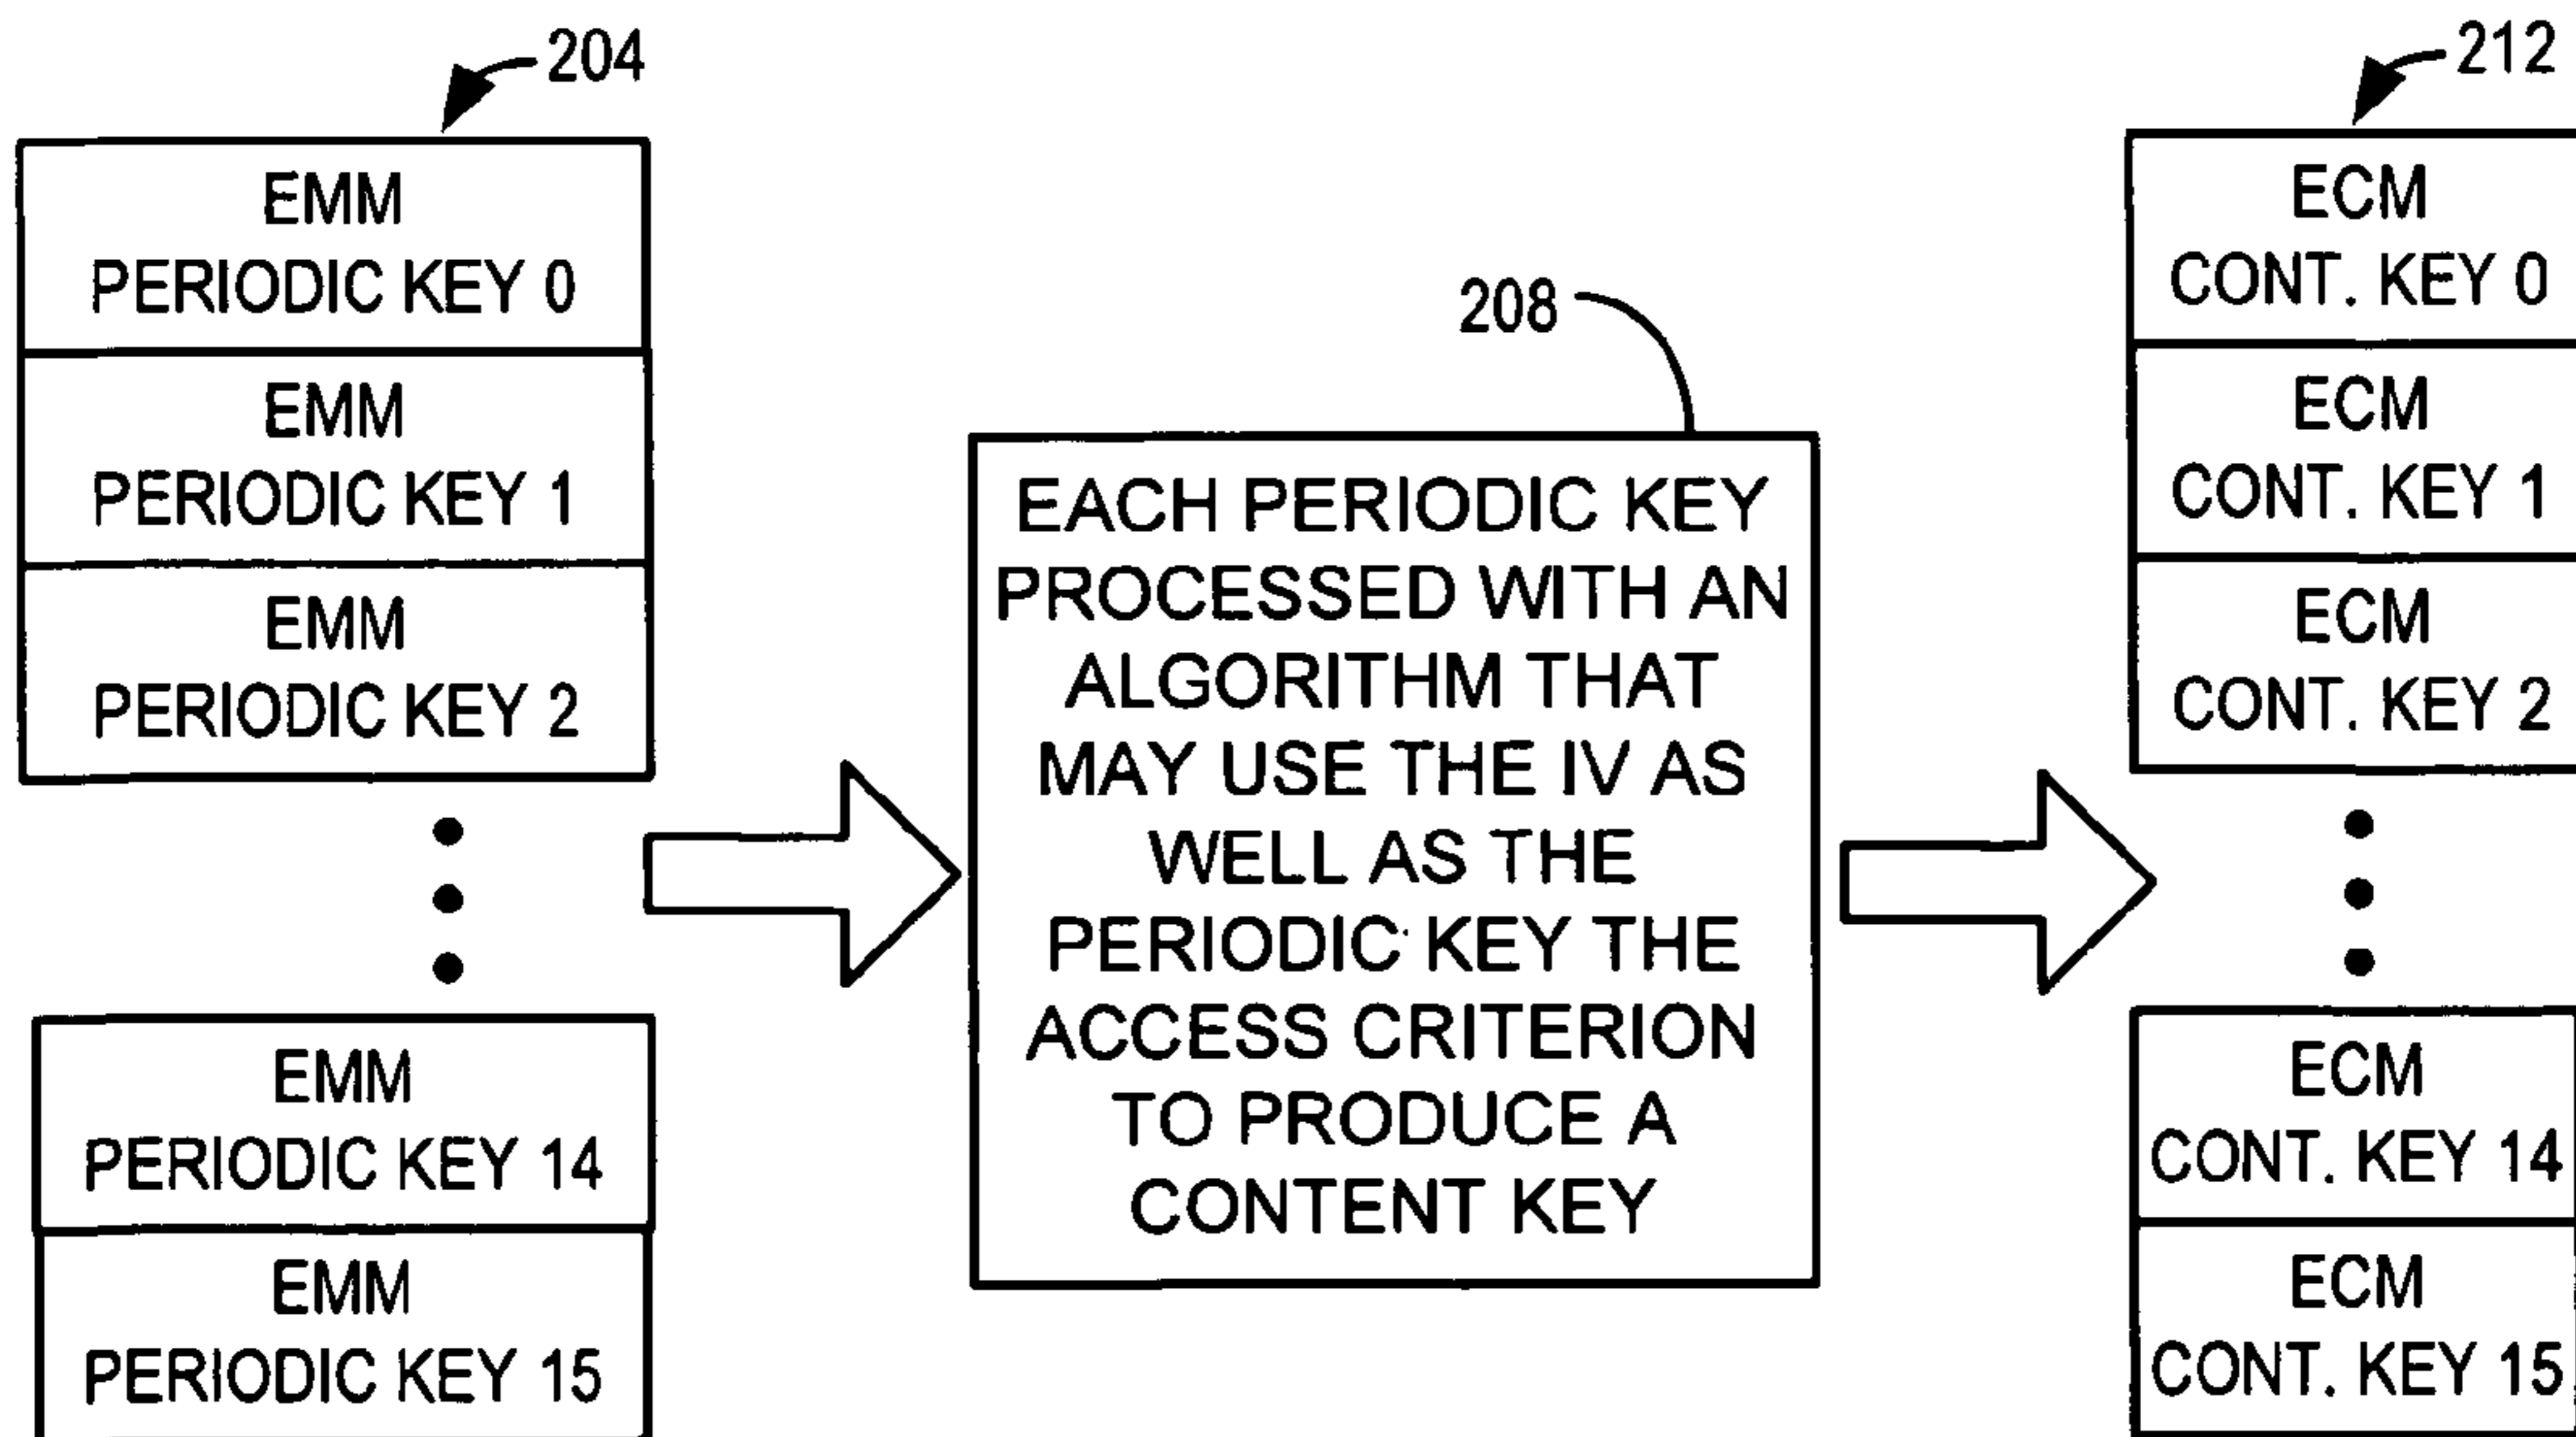 204
EMM
PERIODIC KEY 0
EMM
PERIODIC KEY 1
EMM
PERIODIC KEY 2
EMM
PERIODIC KEY 14
EMM
PERIODIC KEY 15
208
EACH PERIODIC KEY
PROCESSED WITH AN
ALGORITHM THAT
MAY USE THE IV AS
WELL AS THE
PERIODIC KEY THE
ACCESS CRITERION
TO PRODUCE A
CONTENT KEY
212
ECM
CONT. KEY 0
ECM
CONT. KEY 1
ECM
CONT. KEY 2
ECM
CONT. KEY 14
ECM
CONT. KEY 15